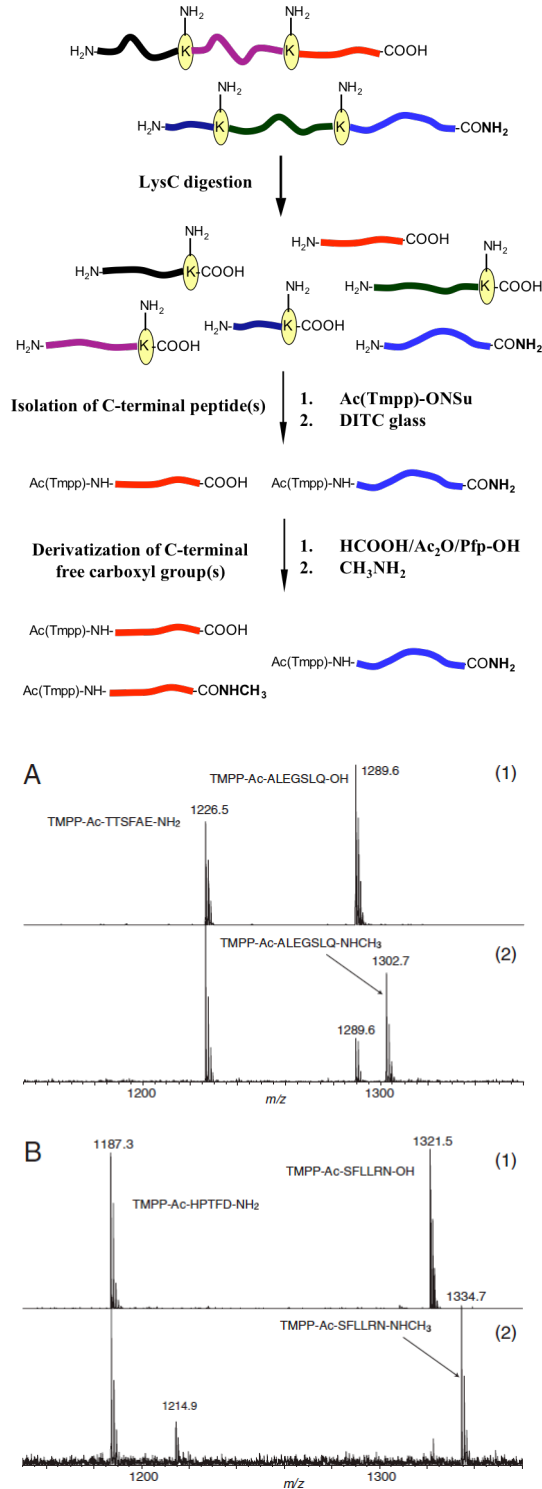 NH₂
NH₂
H₂N
K
K
COOH
NH₂
NH₂
H₂N
K
K
CONH₂
LysC digestion
NH₂
H₂N
COOH
NH₂
H₂N
K
COOH
NH₂
H₂N
K
COOH
NH₂
H₂N
K
COOH
H₂N
K
COOH
H₂N
CONH₂
Isolation of C-terminal peptide(s)
1. Ac(Tmpp)-ONSu
2. DITC glass
Ac(Tmpp)-NH-
COOH
Ac(Tmpp)-NH-
CONH₂
Derivatization of C-terminal
free carboxyl group(s)
1. HCOOH/Ac₂O/Pfp-OH
2. CH₃NH₂
Ac(Tmpp)-NH-
COOH
Ac(Tmpp)-NH-
CONH₂
Ac(Tmpp)-NH-
CONHCH₃
A
TMPP-Ac-ALEGSLQ-OH
1289.6
(1)
TMPP-Ac-TTSFAE-NH₂
1226.5
TMPP-Ac-ALEGSLQ-NHCH₃
(2)
1302.7
1289.6
1200
1300
m/z
B
1187.3
1321.5
(1)
TMPP-Ac-SFLLRN-OH
TMPP-Ac-HPTFD-NH₂
1334.7
TMPP-Ac-SFLLRN-NHCH₃
(2)
1214.9
1200
1300
m/z